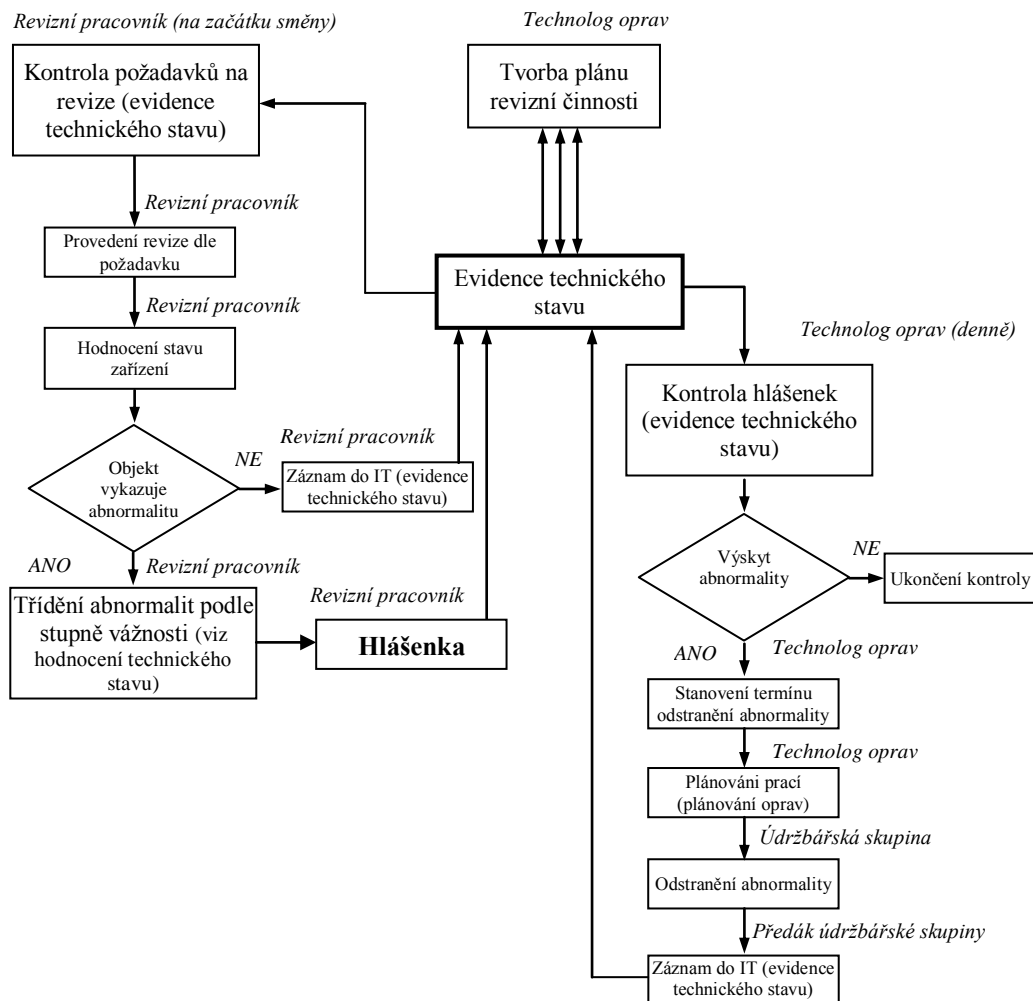 Revizní pracovník (na začátku směny)
Kontrola požadavků na
revize (evidence
technického stavu)
Revizní pracovník
Provedení revize dle
požadavku
Revizní pracovník
Hodnocení stavu
zařízení
Objekt
vykazuje
abnormalitu
NE
Revizní pracovník
Záznam do IT (evidence
technického stavu)
ANO
Revizní pracovník
Třídění abnormalit podle
stupně vážnosti (viz
hodnocení technického
stavu)
Revizní pracovník
Hlášenka
Technolog oprav
Tvorba plánu
revizní činnosti
Evidence technického
stavu
Technolog oprav (denně)
Kontrola hlášenek
(evidence technického
stavu)
Výskyt
abnormality
NE
Ukončení kontroly
ANO
Technolog oprav
Stanovení termínu
odstranění abnormality
Technolog oprav
Plánováni prací
(plánování oprav)
Údržbářská skupina
Odstranění abnormality
Předák údržbářské skupiny
Záznam do IT (evidence
technického stavu)